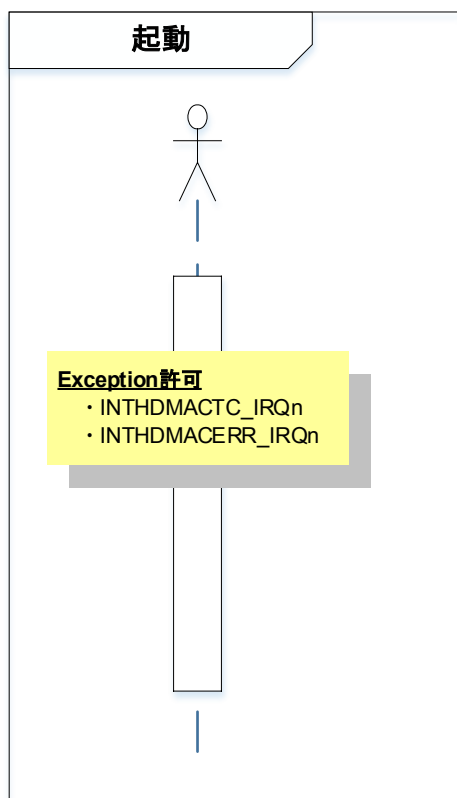 起動
Exception許可
・INTHDMACTC_IRQn
・INTHDMACERR_IRQn